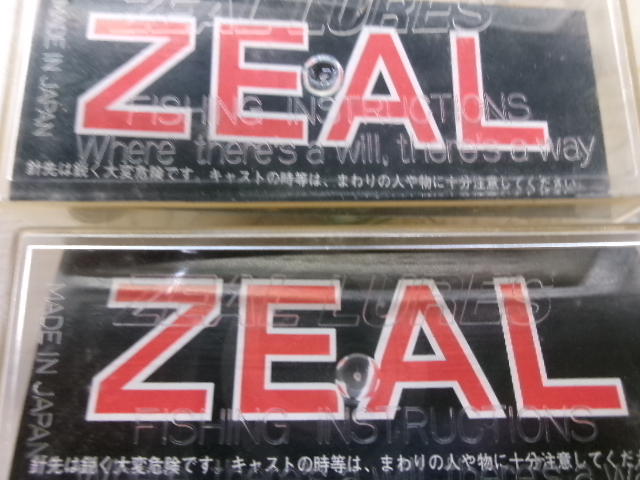 ZEAL LURES
ZEAL
MADE IN JAPAN
FISHING INSTRUCTIONS
Where there's a will, there's a way
針先は鋭く大変危険です。キャストの時等は、まわりの人や物に十分注意してください。
ZEAL LURES
ZEAL
MADE IN JAPAN
FISHING INSTRUCTIONS
針先は鋭く大変危険です。キャストの時等は、まわりの人や物に十分注意してくだ
there's a will, there's a wa